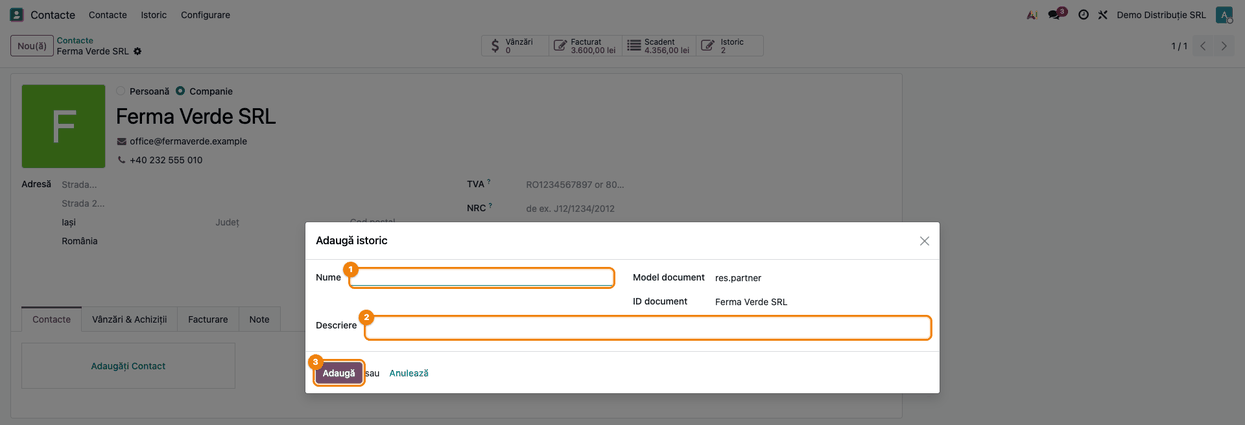 Contacte Contacte Istoric Configurare 3 Demo Distribuție SRL A
Nou(ă) Contacte Ferma Verde SRL
$ Vânzări 0 Facturat 3.600,00 lei Scadent 4.356,00 lei Istoric 2 1 / 1
Persoană Companie
F
Ferma Verde SRL
office@fermaverde.example
+40 232 555 010
Adresă Strada... TVA ? RO1234567897 or 80...
Strada 2... NRC ? de ex. J12/1234/2012
Iași Județ Cod poștal
România
Adaugă istoric
Nume 1 Model document res.partner
ID document Ferma Verde SRL
Descriere 2
Contacte Vânzări & Achiziții Facturare Note
3
Adaugă sau Anulează
Adaugăți Contact